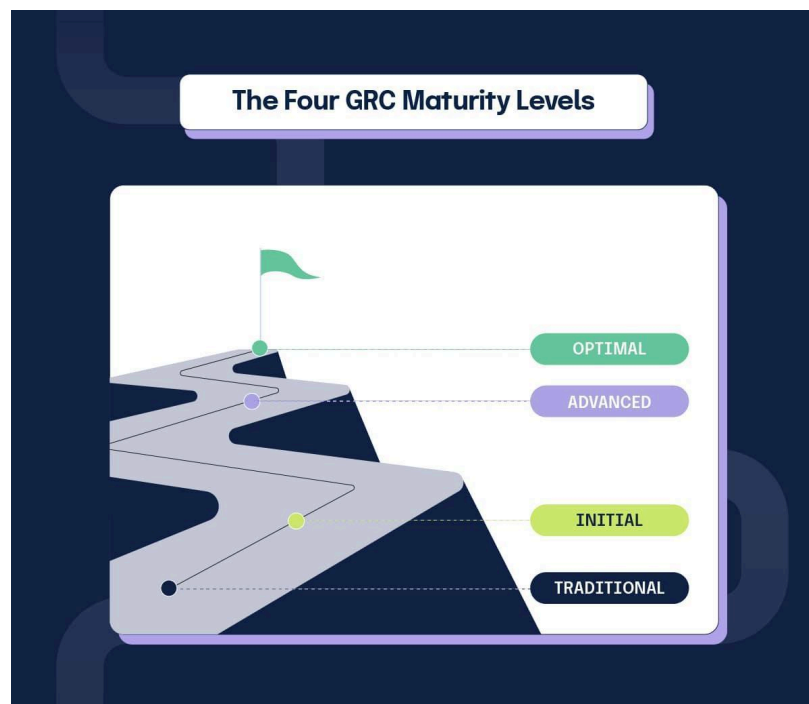 The Four GRC Maturity Levels
OPTIMAL
ADVANCED
INITIAL
TRADITIONAL